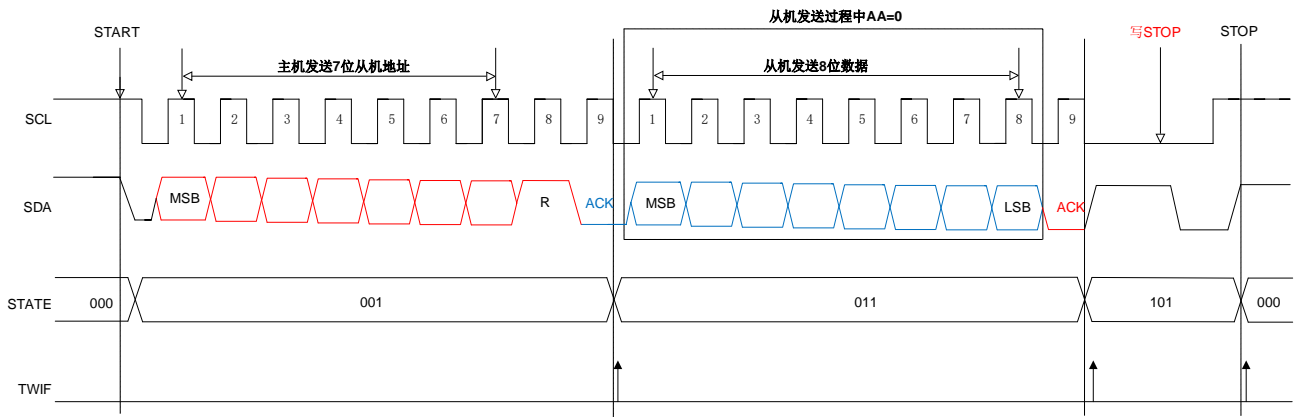 从机发送过程中AA=0
START
写STOP
STOP
主机发送7位从机地址
从机发送8位数据
SCL
1 2 3 4 5 6 7 8 9 1 2 3 4 5 6 7 8 9
SDA
MSB R ACK MSB LSB ACK
STATE
000 001 011 101 000
TWIF